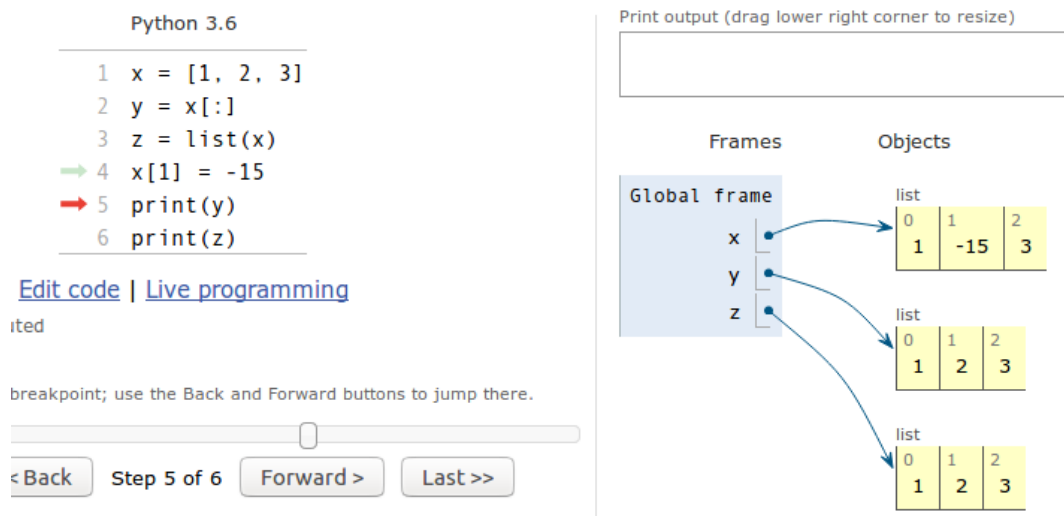 Python 3.6
1 x = [1, 2, 3]
2 y = x[:]
3 z = list(x)
4 x[1] = -15
5 print(y)
6 print(z)
Edit code | Live programming
breakpoint; use the Back and Forward buttons to jump there.
< Back Step 5 of 6 Forward > Last >>
Print output (drag lower right corner to resize)
Frames Objects
Global frame
x
y
z
list
0 1 2
1 -15 3
list
0 1 2
1 2 3
list
0 1 2
1 2 3